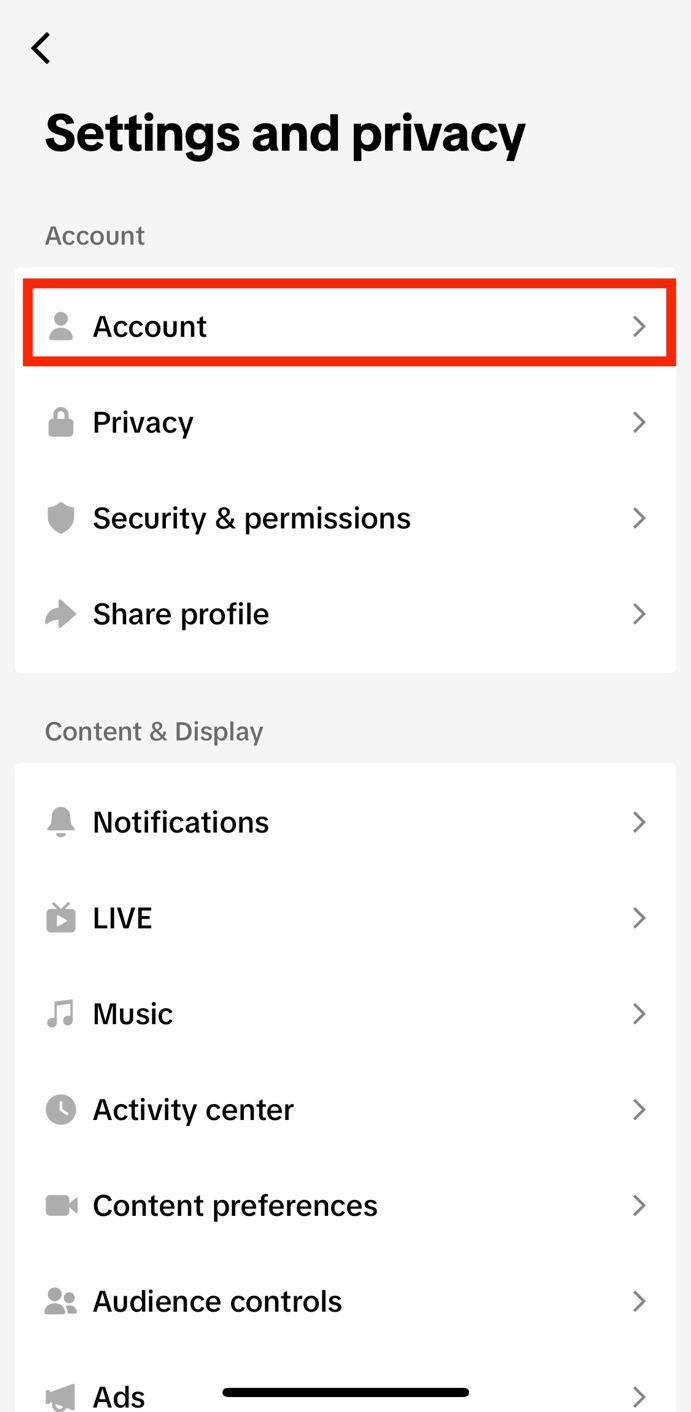 Settings and privacy
Account
Account
Privacy
Security & permissions
Share profile
Content & Display
Notifications
LIVE
Music
Activity center
Content preferences
Audience controls
Ads